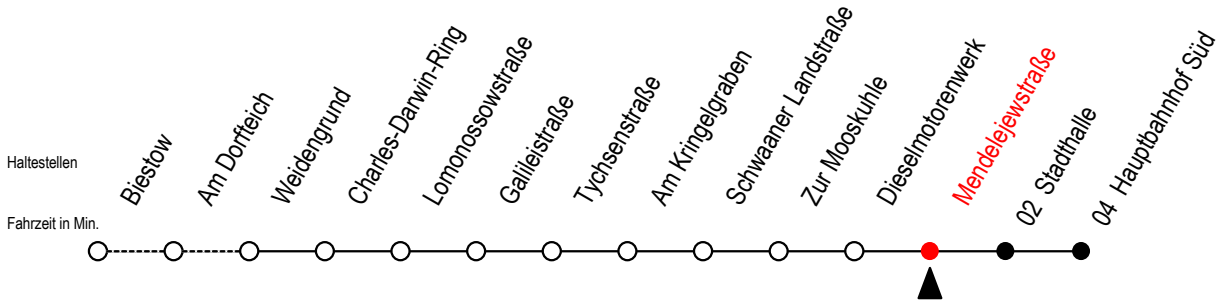 Haltestellen
Fahrzeit in Min.
Biestow
Am Dorfteich
Weidengrund
Charles-Darwin-Ring
Lomonossowstraße
Galileistraße
Tychsenstraße
Am Kringelgraben
Schwaaner Landstraße
Zur Mooskuhle
Dieselmotorenwerk
Mendelejewstraße
02 Stadthalle
04 Hauptbahnhof Süd